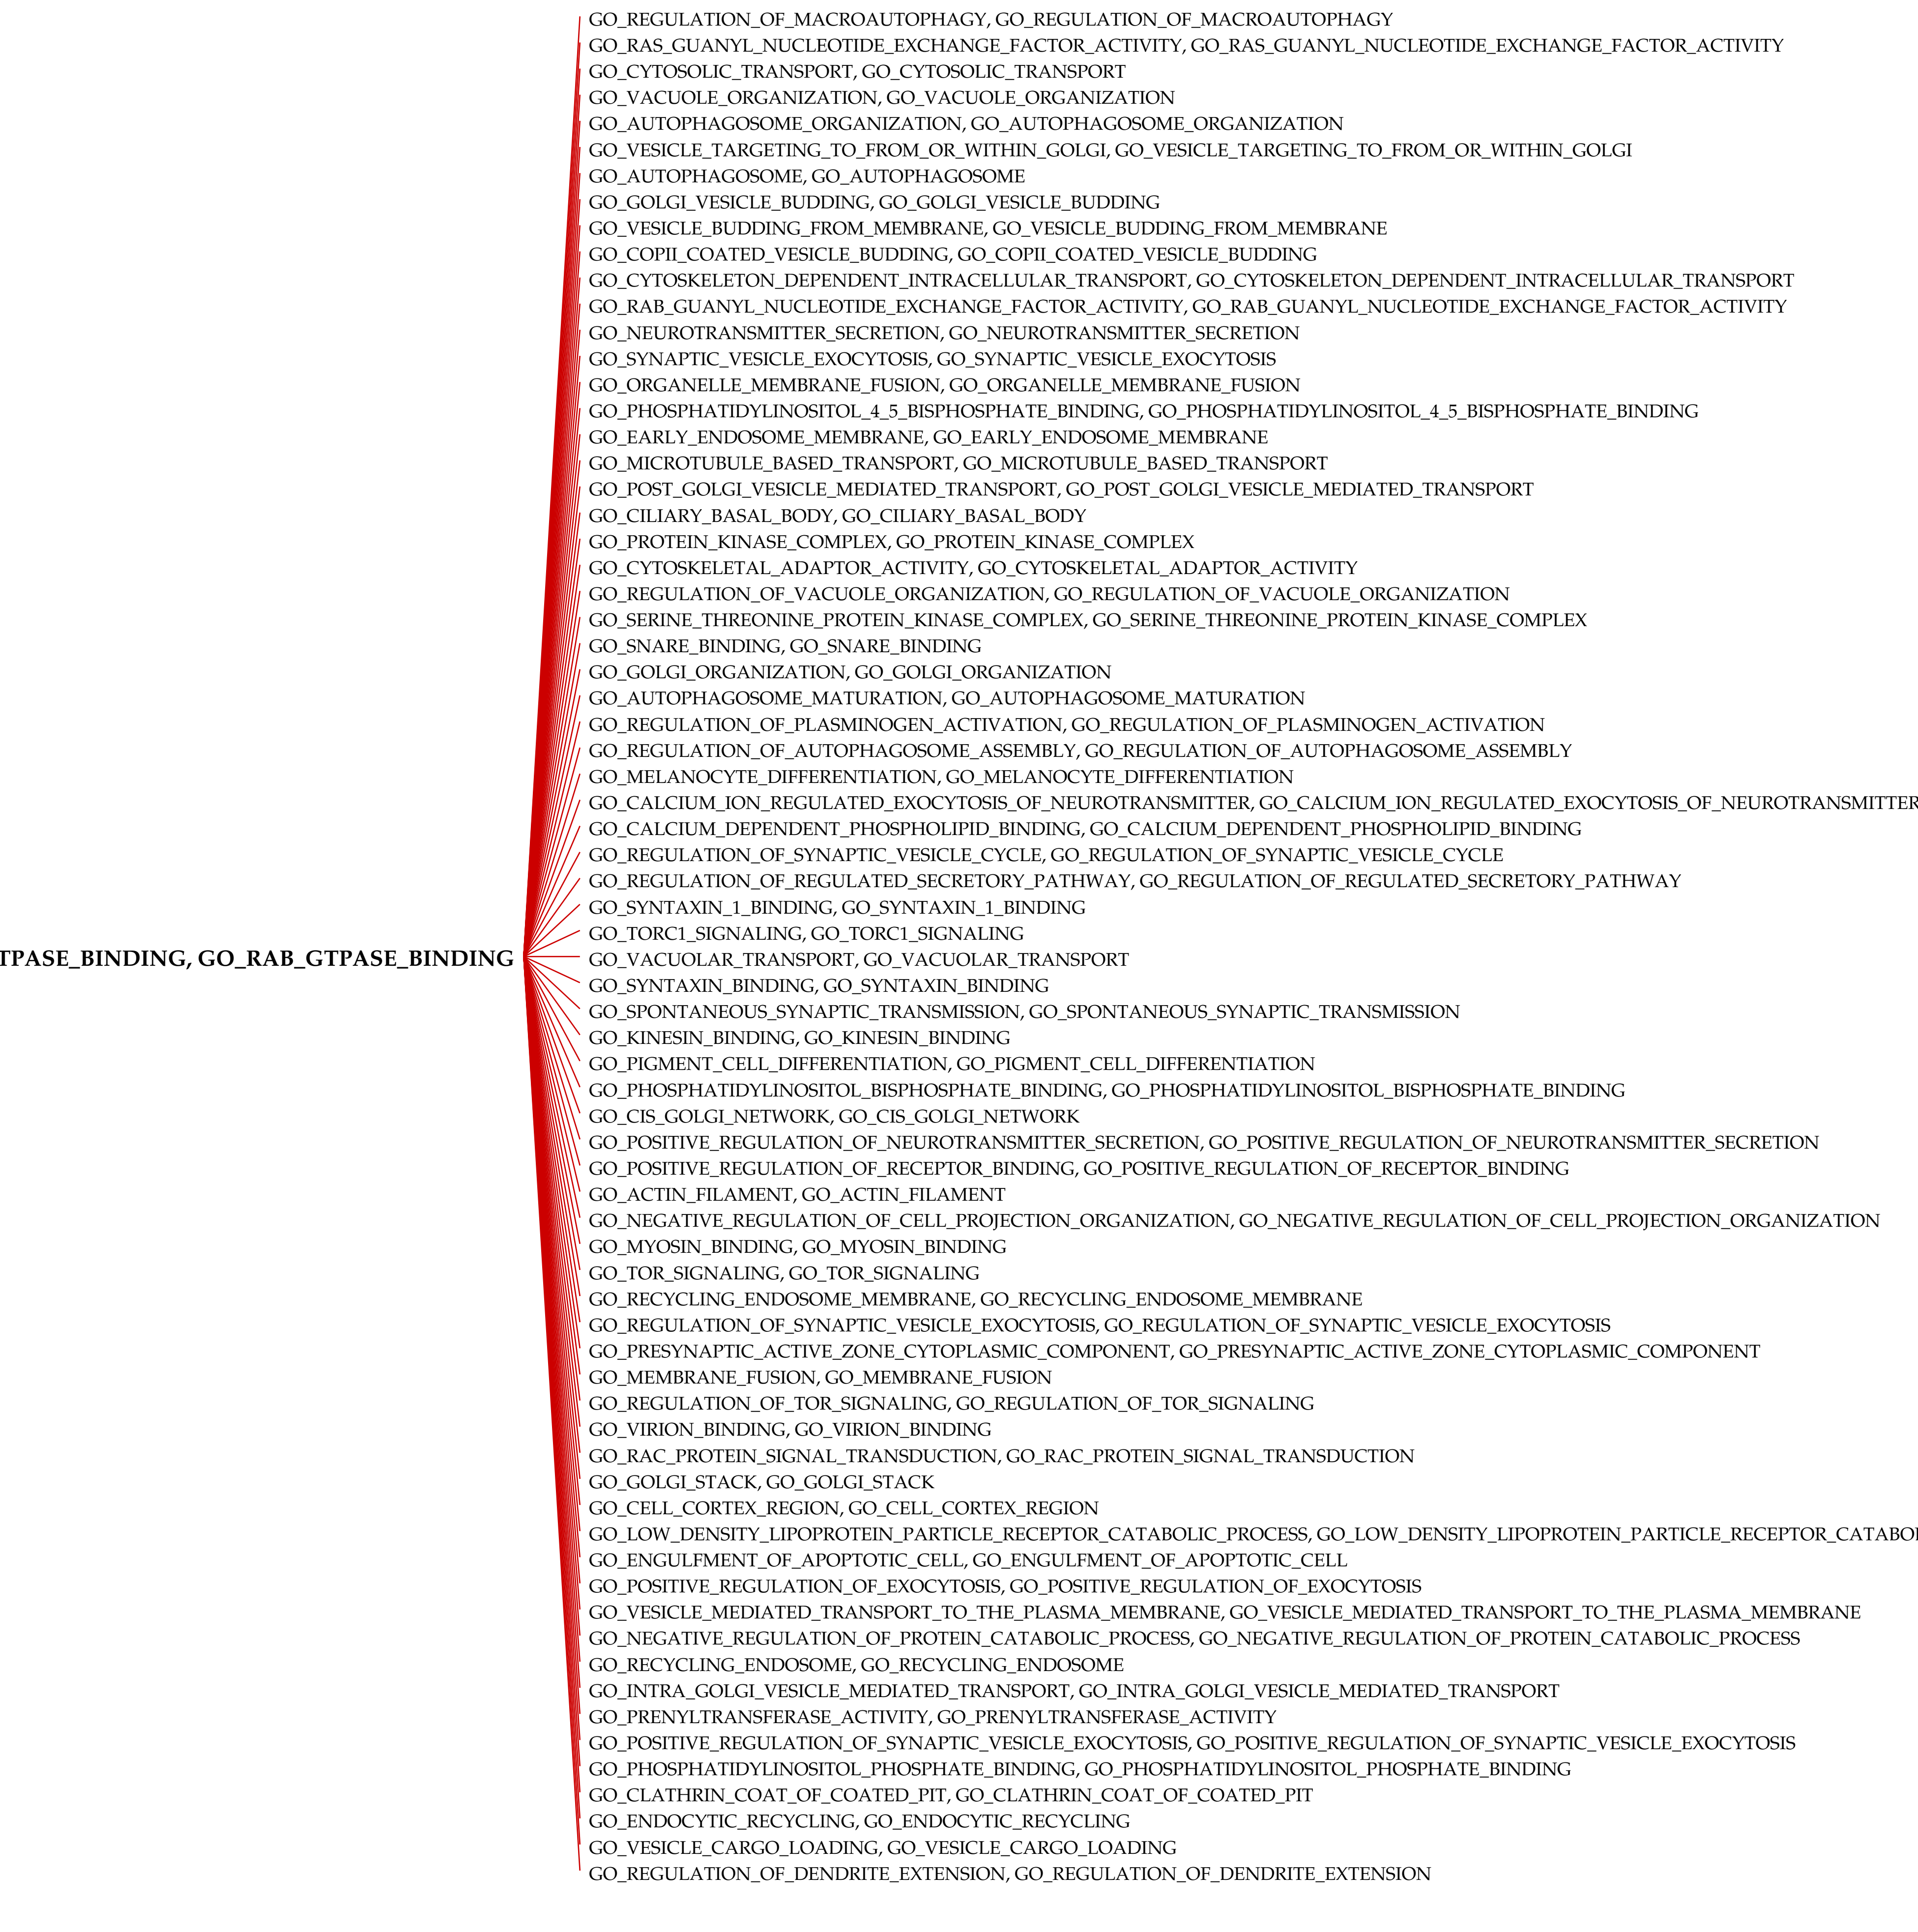 GO_REGULATION_OF_MACROAUTOPHAGY, GO_REGULATION_OF_MACROAUTOPHAGY
GO_RAS_GUANYL_NUCLEOTIDE_EXCHANGE_FACTOR_ACTIVITY, GO_RAS_GUANYL_NUCLEOTIDE_EXCHANGE_FACTOR_ACTIVITY
GO_CYTOSOLIC_TRANSPORT, GO_CYTOSOLIC_TRANSPORT
GO_VACUOLE_ORGANIZATION, GO_VACUOLE_ORGANIZATION
GO_AUTOPHAGOSOME_ORGANIZATION, GO_AUTOPHAGOSOME_ORGANIZATION
GO_VESICLE_TARGETING_TO_FROM_OR_WITHIN_GOLGI, GO_VESICLE_TARGETING_TO_FROM_OR_WITHIN_GOLGI
GO_AUTOPHAGOSOME, GO_AUTOPHAGOSOME
GO_GOLGI_VESICLE_BUDDING, GO_GOLGI_VESICLE_BUDDING
GO_VESICLE_BUDDING_FROM_MEMBRANE, GO_VESICLE_BUDDING_FROM_MEMBRANE
GO_COPII_COATED_VESICLE_BUDDING, GO_COPII_COATED_VESICLE_BUDDING
GO_CYTOSKELETON_DEPENDENT_INTRACELLULAR_TRANSPORT, GO_CYTOSKELETON_DEPENDENT_INTRACELLULAR_TRANSPORT
GO_RAB_GUANYL_NUCLEOTIDE_EXCHANGE_FACTOR_ACTIVITY, GO_RAB_GUANYL_NUCLEOTIDE_EXCHANGE_FACTOR_ACTIVITY
GO_NEUROTRANSMITTER_SECRETION, GO_NEUROTRANSMITTER_SECRETION
GO_SYNAPTIC_VESICLE_EXOCYTOSIS, GO_SYNAPTIC_VESICLE_EXOCYTOSIS
GO_ORGANELLE_MEMBRANE_FUSION, GO_ORGANELLE_MEMBRANE_FUSION
GO_PHOSPHATIDYLINOSITOL_4_5_BISPHOSPHATE_BINDING, GO_PHOSPHATIDYLINOSITOL_4_5_BISPHOSPHATE_BINDING
GO_EARLY_ENDOSOME_MEMBRANE, GO_EARLY_ENDOSOME_MEMBRANE
GO_MICROTUBULE_BASED_TRANSPORT, GO_MICROTUBULE_BASED_TRANSPORT
GO_POST_GOLGI_VESICLE_MEDIATED_TRANSPORT, GO_POST_GOLGI_VESICLE_MEDIATED_TRANSPORT
GO_CILIARY_BASAL_BODY, GO_CILIARY_BASAL_BODY
GO_PROTEIN_KINASE_COMPLEX, GO_PROTEIN_KINASE_COMPLEX
GO_CYTOSKELETAL_ADAPTOR_ACTIVITY, GO_CYTOSKELETAL_ADAPTOR_ACTIVITY
GO_REGULATION_OF_VACUOLE_ORGANIZATION, GO_REGULATION_OF_VACUOLE_ORGANIZATION
GO_SERINE_THREONINE_PROTEIN_KINASE_COMPLEX, GO_SERINE_THREONINE_PROTEIN_KINASE_COMPLEX
GO_SNARE_BINDING, GO_SNARE_BINDING
GO_GOLGI_ORGANIZATION, GO_GOLGI_ORGANIZATION
GO_AUTOPHAGOSOME_MATURATION, GO_AUTOPHAGOSOME_MATURATION
GO_REGULATION_OF_PLASMINOGEN_ACTIVATION, GO_REGULATION_OF_PLASMINOGEN_ACTIVATION
GO_REGULATION_OF_AUTOPHAGOSOME_ASSEMBLY, GO_REGULATION_OF_AUTOPHAGOSOME_ASSEMBLY
GO_MELANOCYTE_DIFFERENTIATION, GO_MELANOCYTE_DIFFERENTIATION
GO_CALCIUM_ION_REGULATED_EXOCYTOSIS_OF_NEUROTRANSMITTER, GO_CALCIUM_ION_REGULATED_EXOCYTOSIS_OF_NEUROTRANSMITTER
GO_CALCIUM_DEPENDENT_PHOSPHOLIPID_BINDING, GO_CALCIUM_DEPENDENT_PHOSPHOLIPID_BINDING
GO_REGULATION_OF_SYNAPTIC_VESICLE_CYCLE, GO_REGULATION_OF_SYNAPTIC_VESICLE_CYCLE
GO_REGULATION_OF_REGULATED_SECRETORY_PATHWAY, GO_REGULATION_OF_REGULATED_SECRETORY_PATHWAY
GO_SYNTAXIN_1_BINDING, GO_SYNTAXIN_1_BINDING
GO_TORC1_SIGNALING, GO_TORC1_SIGNALING
TPASE_BINDING, GO_RAB_GTPASE_BINDING
GO_VACUOLAR_TRANSPORT, GO_VACUOLAR_TRANSPORT
GO_SYNTAXIN_BINDING, GO_SYNTAXIN_BINDING
GO_SPONTANEOUS_SYNAPTIC_TRANSMISSION, GO_SPONTANEOUS_SYNAPTIC_TRANSMISSION
GO_KINESIN_BINDING, GO_KINESIN_BINDING
GO_PIGMENT_CELL_DIFFERENTIATION, GO_PIGMENT_CELL_DIFFERENTIATION
GO_PHOSPHATIDYLINOSITOL_BISPHOSPHATE_BINDING, GO_PHOSPHATIDYLINOSITOL_BISPHOSPHATE_BINDING
GO_CIS_GOLGI_NETWORK, GO_CIS_GOLGI_NETWORK
GO_POSITIVE_REGULATION_OF_NEUROTRANSMITTER_SECRETION, GO_POSITIVE_REGULATION_OF_NEUROTRANSMITTER_SECRETION
GO_POSITIVE_REGULATION_OF_RECEPTOR_BINDING, GO_POSITIVE_REGULATION_OF_RECEPTOR_BINDING
GO_ACTIN_FILAMENT, GO_ACTIN_FILAMENT
GO_NEGATIVE_REGULATION_OF_CELL_PROJECTION_ORGANIZATION, GO_NEGATIVE_REGULATION_OF_CELL_PROJECTION_ORGANIZATION
GO_MYOSIN_BINDING, GO_MYOSIN_BINDING
GO_TOR_SIGNALING, GO_TOR_SIGNALING
GO_RECYCLING_ENDOSOME_MEMBRANE, GO_RECYCLING_ENDOSOME_MEMBRANE
GO_REGULATION_OF_SYNAPTIC_VESICLE_EXOCYTOSIS, GO_REGULATION_OF_SYNAPTIC_VESICLE_EXOCYTOSIS
GO_PRESYNAPTIC_ACTIVE_ZONE_CYTOPLASMIC_COMPONENT, GO_PRESYNAPTIC_ACTIVE_ZONE_CYTOPLASMIC_COMPONENT
GO_MEMBRANE_FUSION, GO_MEMBRANE_FUSION
GO_REGULATION_OF_TOR_SIGNALING, GO_REGULATION_OF_TOR_SIGNALING
GO_VIRION_BINDING, GO_VIRION_BINDING
GO_RAC_PROTEIN_SIGNAL_TRANSDUCTION, GO_RAC_PROTEIN_SIGNAL_TRANSDUCTION
GO_GOLGI_STACK, GO_GOLGI_STACK
GO_CELL_CORTEX_REGION, GO_CELL_CORTEX_REGION
GO_LOW_DENSITY_LIPOPROTEIN_PARTICLE_RECEPTOR_CATABOLIC_PROCESS, GO_LOW_DENSITY_LIPOPROTEIN_PARTICLE_RECEPTOR_CATABOL
GO_ENGULFMENT_OF_APOPTOTIC_CELL, GO_ENGULFMENT_OF_APOPTOTIC_CELL
GO_POSITIVE_REGULATION_OF_EXOCYTOSIS, GO_POSITIVE_REGULATION_OF_EXOCYTOSIS
GO_VESICLE_MEDIATED_TRANSPORT_TO_THE_PLASMA_MEMBRANE, GO_VESICLE_MEDIATED_TRANSPORT_TO_THE_PLASMA_MEMBRANE
GO_NEGATIVE_REGULATION_OF_PROTEIN_CATABOLIC_PROCESS, GO_NEGATIVE_REGULATION_OF_PROTEIN_CATABOLIC_PROCESS
GO_RECYCLING_ENDOSOME, GO_RECYCLING_ENDOSOME
GO_INTRA_GOLGI_VESICLE_MEDIATED_TRANSPORT, GO_INTRA_GOLGI_VESICLE_MEDIATED_TRANSPORT
GO_PRENYLTRANSFERASE_ACTIVITY, GO_PRENYLTRANSFERASE_ACTIVITY
GO_POSITIVE_REGULATION_OF_SYNAPTIC_VESICLE_EXOCYTOSIS, GO_POSITIVE_REGULATION_OF_SYNAPTIC_VESICLE_EXOCYTOSIS
GO_PHOSPHATIDYLINOSITOL_PHOSPHATE_BINDING, GO_PHOSPHATIDYLINOSITOL_PHOSPHATE_BINDING
GO_CLATHRIN_COAT_OF_COATED_PIT, GO_CLATHRIN_COAT_OF_COATED_PIT
GO_ENDOCYTIC_RECYCLING, GO_ENDOCYTIC_RECYCLING
GO_VESICLE_CARGO_LOADING, GO_VESICLE_CARGO_LOADING
GO_REGULATION_OF_DENDRITE_EXTENSION, GO_REGULATION_OF_DENDRITE_EXTENSION